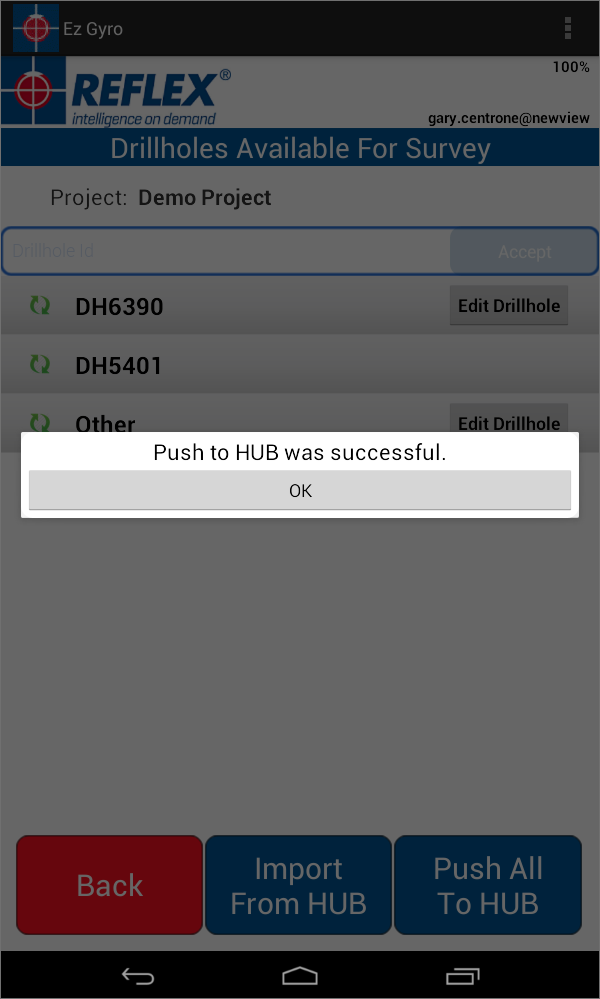 Ez Gyro
100%
REFLEX®
intelligence on demand
gary.centrone@newview
Drillholes Available For Survey
Project: Demo Project
Drillhole Id
Accept
DH6390
Edit Drillhole
DH5401
Other
Edit Drillhole
Push to HUB was successful.
OK
Back
Import
From HUB
Push All
To HUB